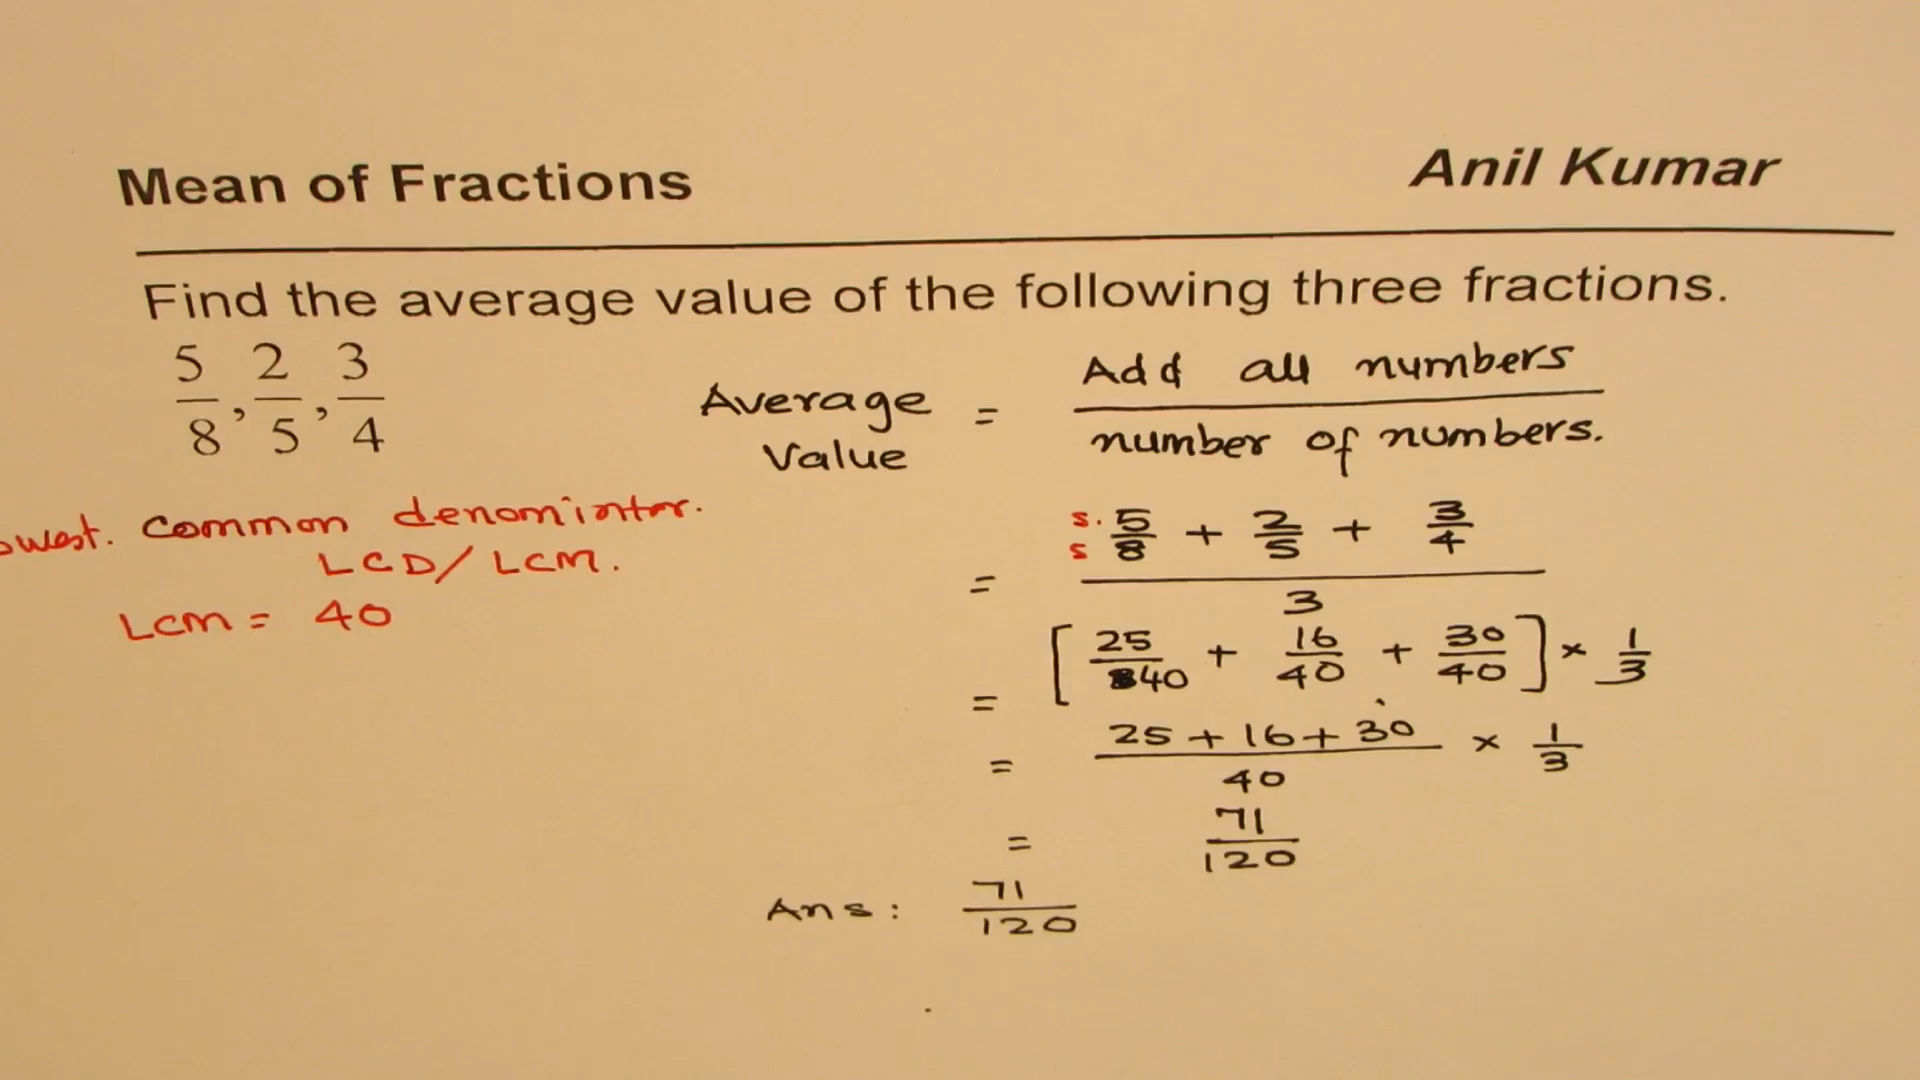 Mean of Fractions
Anil Kumar
Find the average value of the following three fractions.
5/8, 2/5, 3/4
Average Value = Add all numbers / number of numbers.
owest. Common denomintor.
LCD/LCM.
LCM = 40
= (5. 5/5 8 + 2/5 + 3/4) / 3
= [25/40 + 16/40 + 30/40] × 1/3
= (25 + 16 + 30)/40 × 1/3
= 71/120
Ans: 71/120